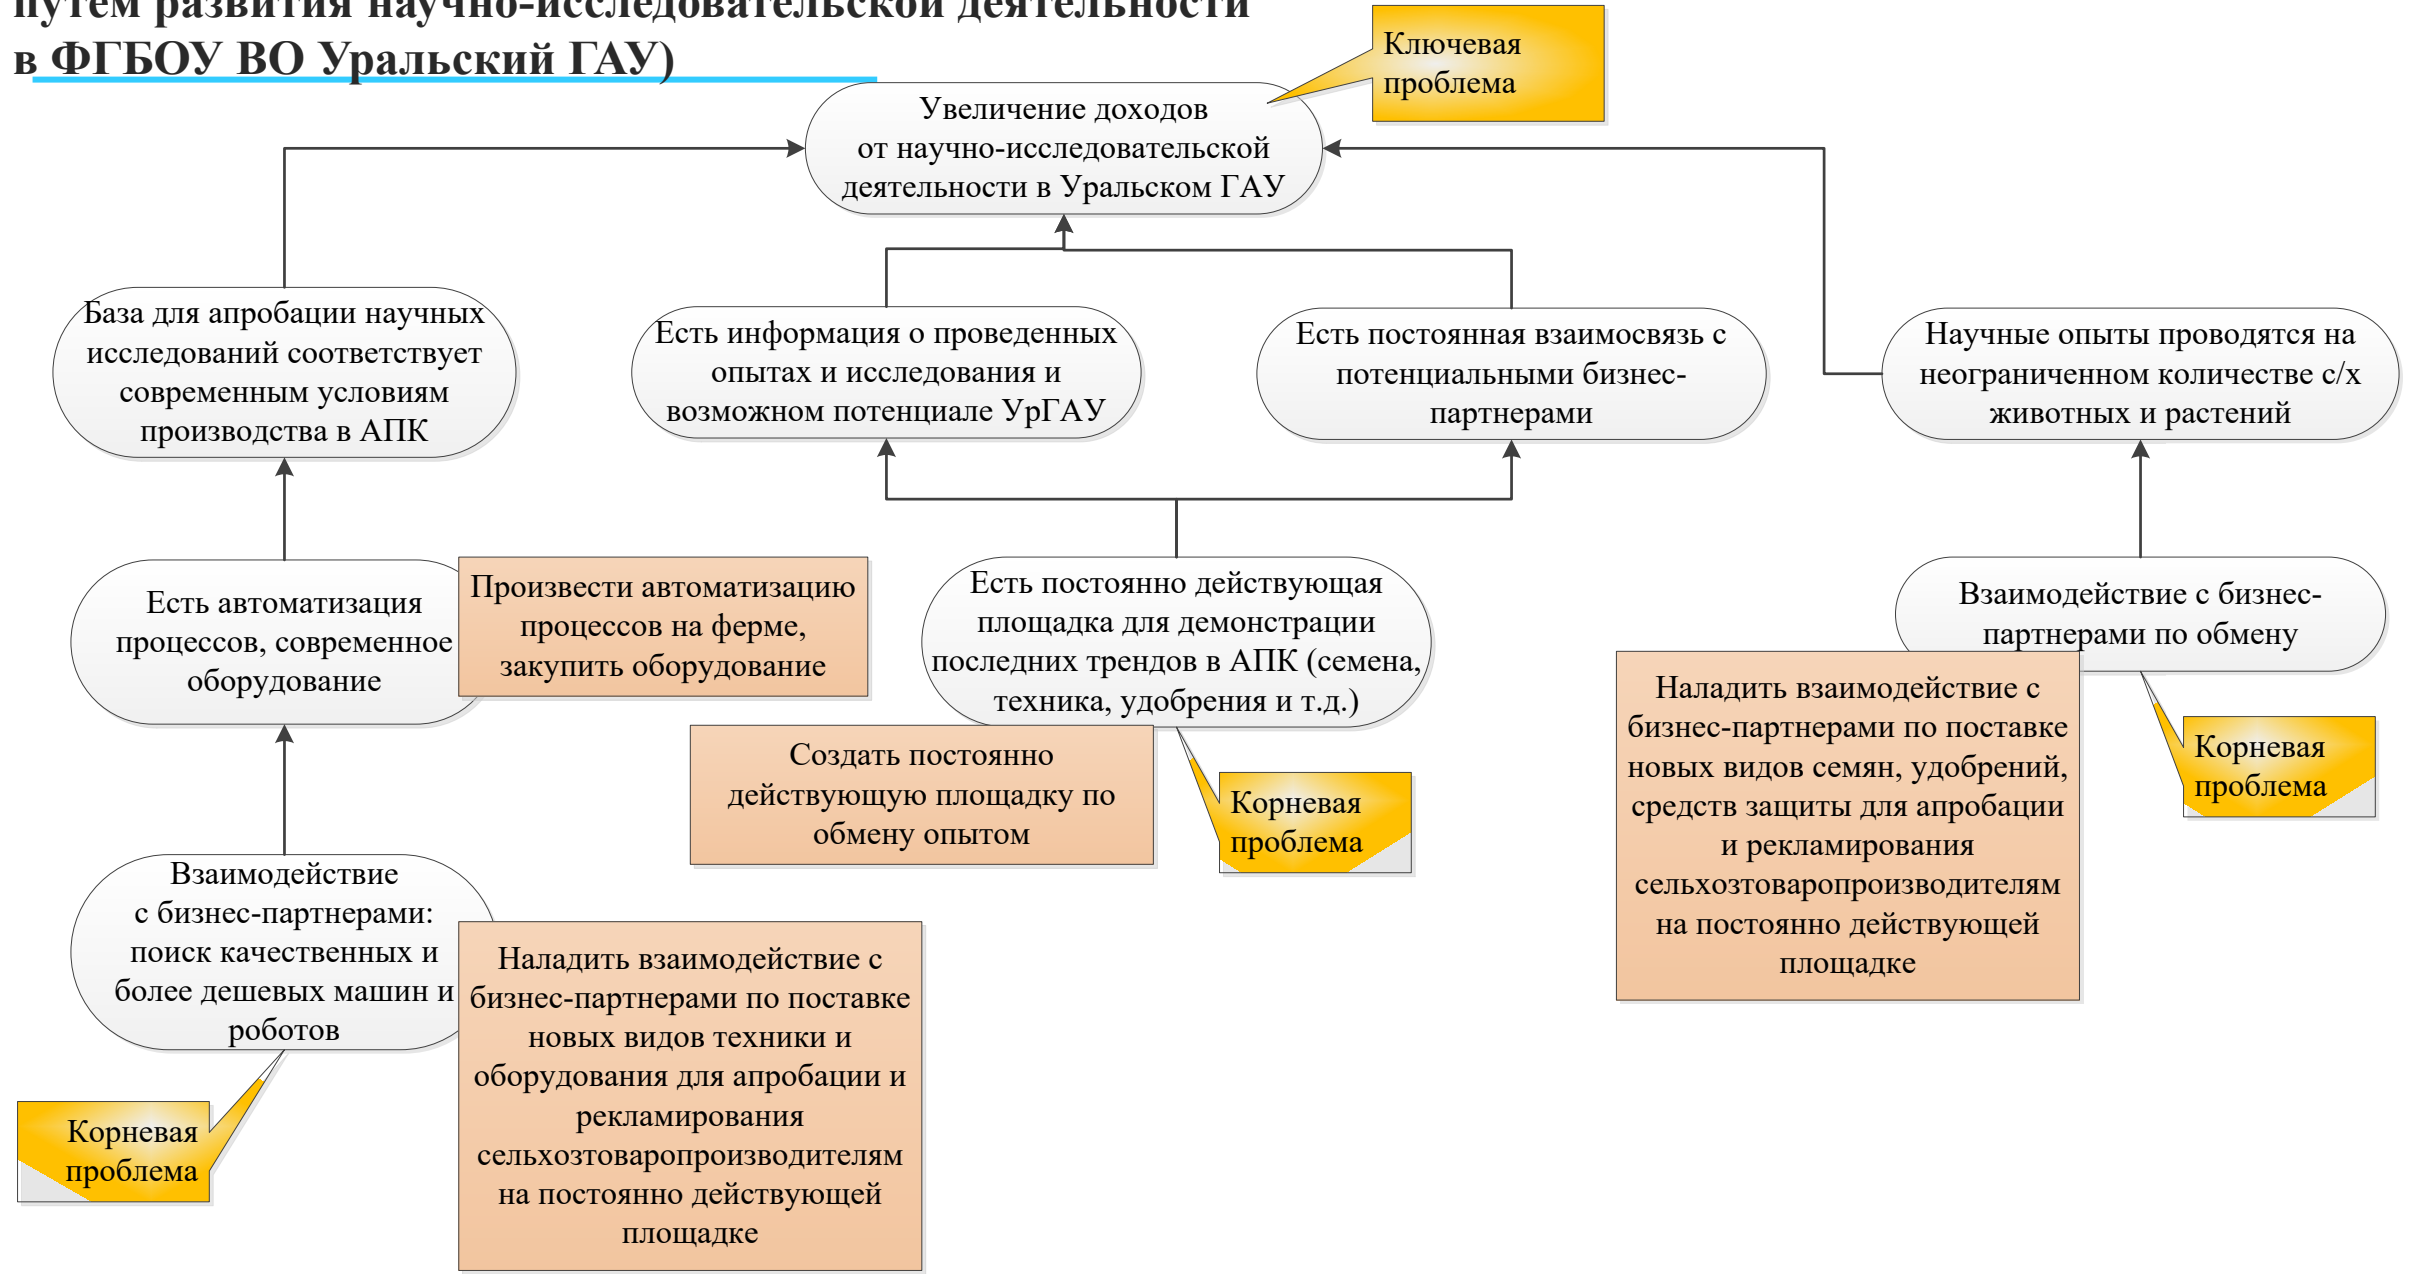 путем развития научно-исследовательской деятельности
в ФГБОУ ВО Уральский ГАУ)
Ключевая
проблема
Увеличение доходов
от научно-исследовательской
деятельности в Уральском ГАУ
База для апробации научных
исследований соответствует
современным условиям
производства в АПК
Есть информация о проведенных
опытах и исследования и
возможном потенциале УрГАУ
Есть постоянная взаимосвязь с
потенциальными бизнес-
партнерами
Научные опыты проводятся на
неограниченном количестве с/х
животных и растений
Есть автоматизация
процессов, современное
оборудование
Произвести автоматизацию
процессов на ферме,
закупить оборудование
Есть постоянно действующая
площадка для демонстрации
последних трендов в АПК (семена,
техника, удобрения и т.д.)
Взаимодействие с бизнес-
партнерами по обмену
Создать постоянно
действующую площадку по
обмену опытом
Корневая
проблема
Наладить взаимодействие с
бизнес-партнерами по поставке
новых видов семян, удобрений,
средств защиты для апробации
и рекламирования
сельхозтоваропроизводителям
на постоянно действующей
площадке
Корневая
проблема
Взаимодействие
с бизнес-партнерами:
поиск качественных и
более дешевых машин и
роботов
Наладить взаимодействие с
бизнес-партнерами по поставке
новых видов техники и
оборудования для апробации и
рекламирования
сельхозтоваропроизводителям
на постоянно действующей
площадке
Корневая
проблема